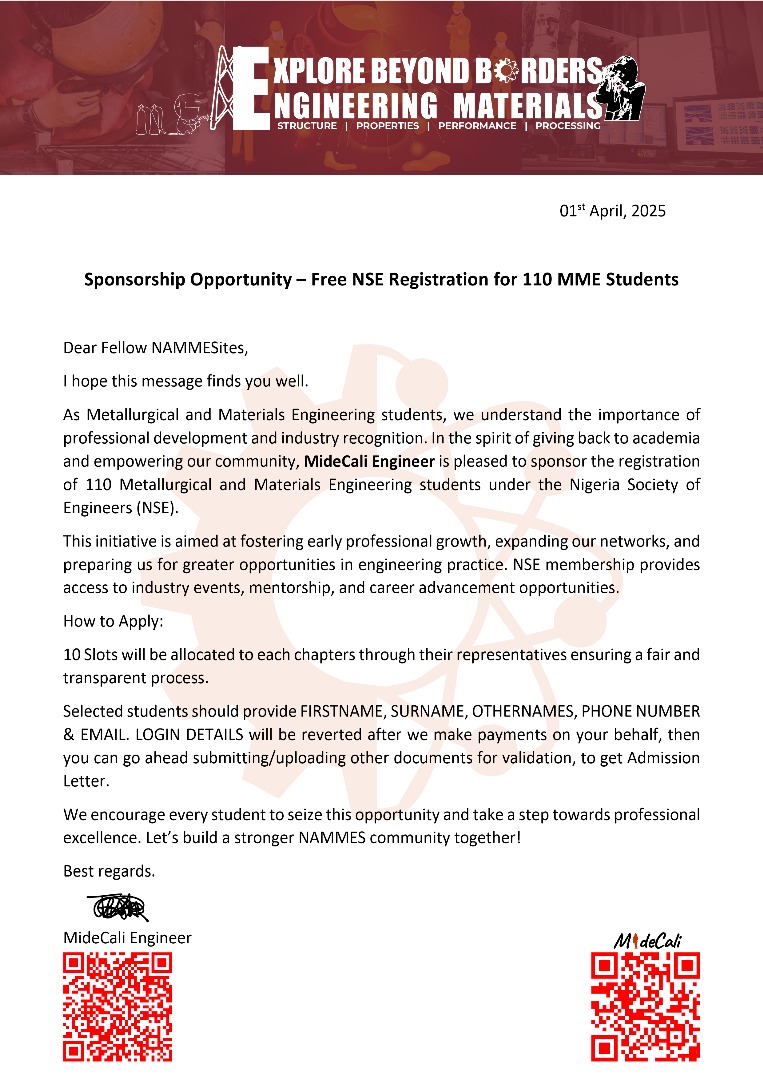 EXPLORE BEYOND BORDERS
ENGINEERING MATERIALS
STRUCTURE | PROPERTIES | PERFORMANCE | PROCESSING
01st April, 2025
Sponsorship Opportunity – Free NSE Registration for 110 MME Students
Dear Fellow NAMMESites,
I hope this message finds you well.
As Metallurgical and Materials Engineering students, we understand the importance of
professional development and industry recognition. In the spirit of giving back to academia
and empowering our community, MideCali Engineer is pleased to sponsor the registration
of 110 Metallurgical and Materials Engineering students under the Nigeria Society of
Engineers (NSE).
This initiative is aimed at fostering early professional growth, expanding our networks, and
preparing us for greater opportunities in engineering practice. NSE membership provides
access to industry events, mentorship, and career advancement opportunities.
How to Apply:
10 Slots will be allocated to each chapters through their representatives ensuring a fair and
transparent process.
Selected students should provide FIRSTNAME, SURNAME, OTHERNAMES, PHONE NUMBER
& EMAIL. LOGIN DETAILS will be reverted after we make payments on your behalf, then
you can go ahead submitting/uploading other documents for validation, to get Admission
Letter.
We encourage every student to seize this opportunity and take a step towards professional
excellence. Let’s build a stronger NAMMES community together!
Best regards.
MideCali Engineer
MideCali